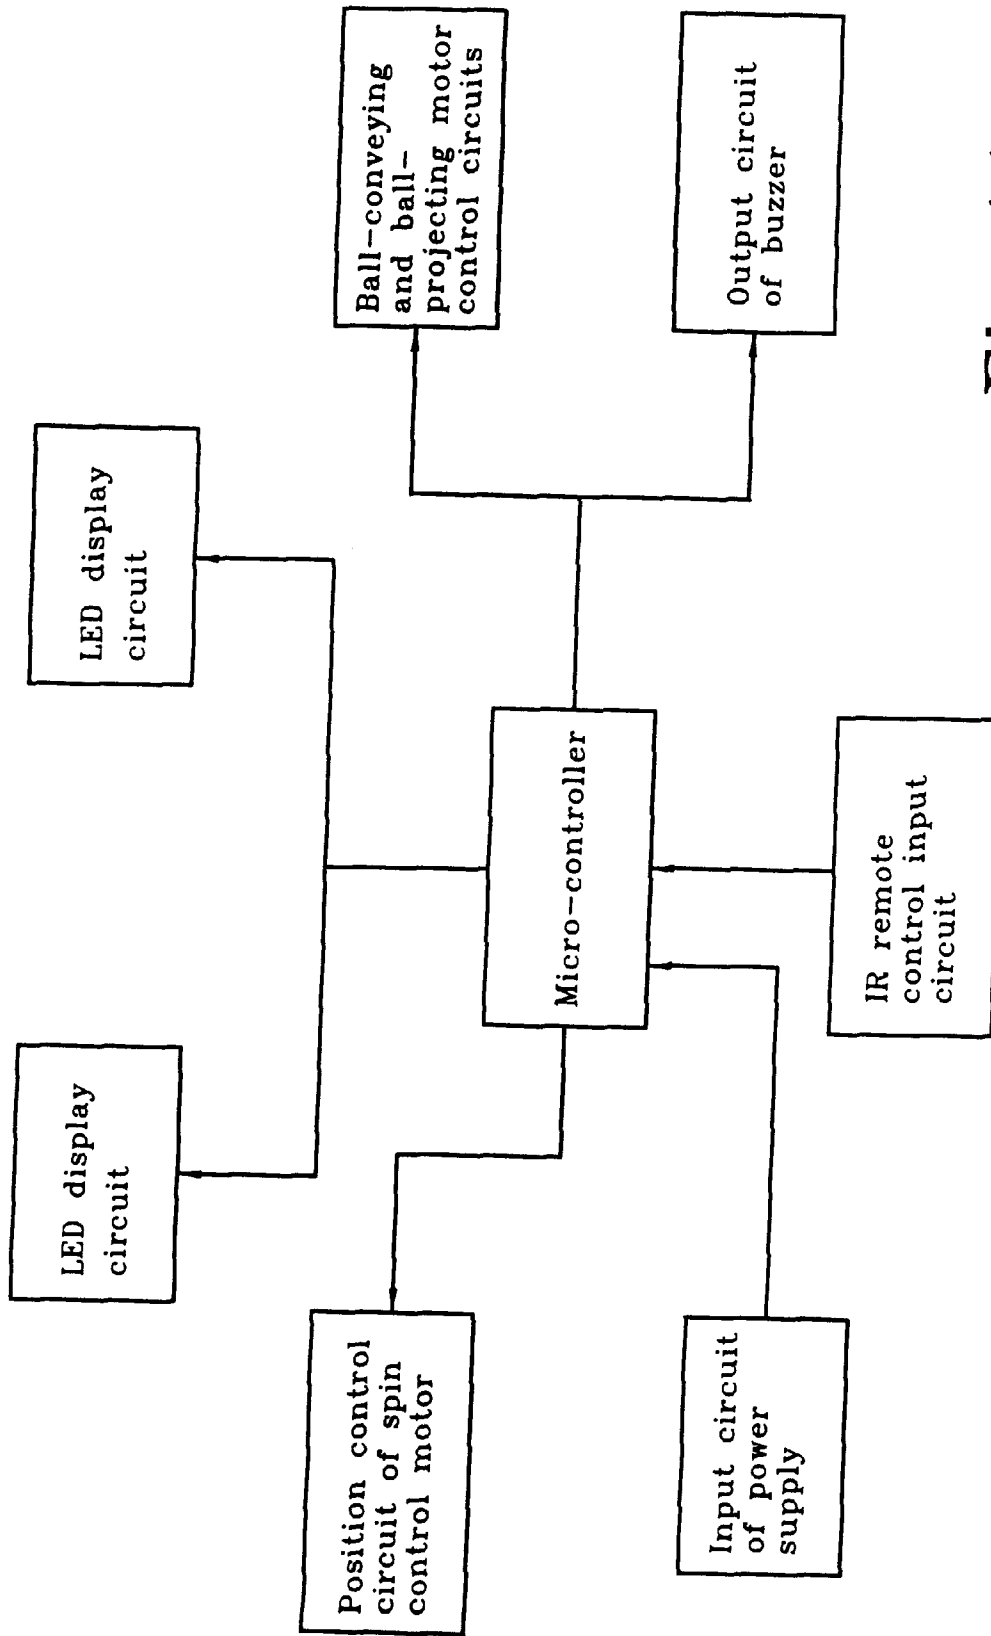 LED display
circuit
LED display
circuit
Position control
circuit of spin
control motor
Micro-controller
Ball-conveying
and ball-
projecting motor
control circuits
Input circuit
of power
supply
IR remote
control input
circuit
Output circuit
of buzzer